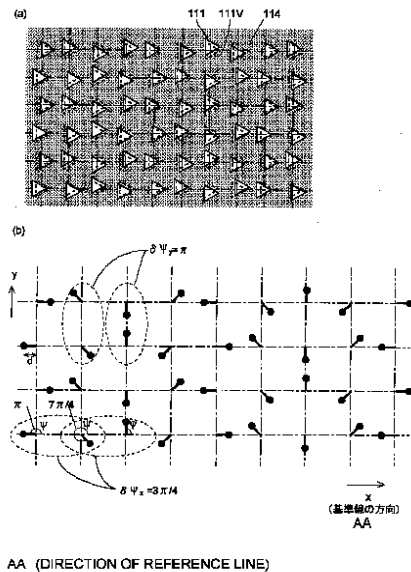 (a)
111 111V 114
(b)
∂Ψy=π
y
d
π
Ψ
7π/4
Ψ
Ψ
δΨx=3π/4
x
(基準線の方向)
AA
AA (DIRECTION OF REFERENCE LINE)